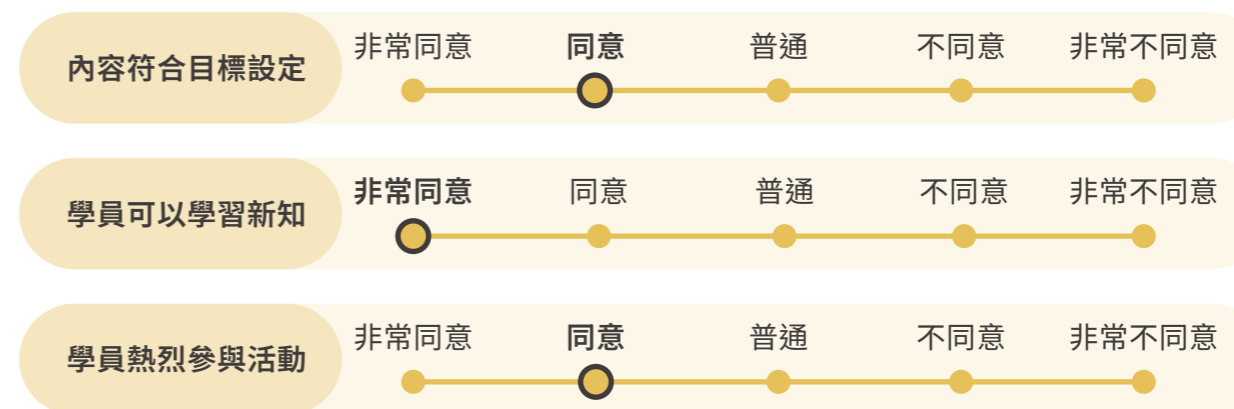 內容符合目標設定
非常同意 同意 普通 不同意 非常不同意
學員可以學習新知
非常同意 同意 普通 不同意 非常不同意
學員熱烈參與活動
非常同意 同意 普通 不同意 非常不同意